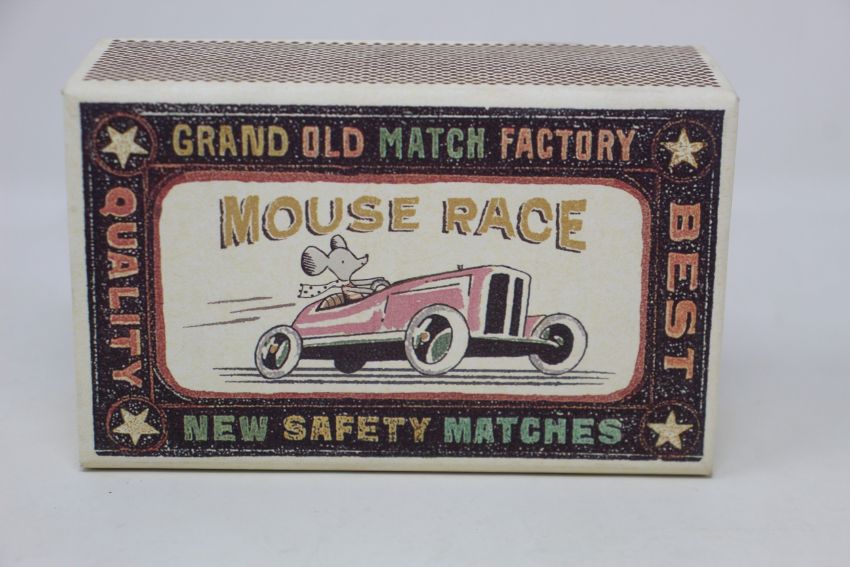 GRAND OLD MATCH FACTORY
QUALITY
MOUSE RACE
BEST
NEW SAFETY MATCHES